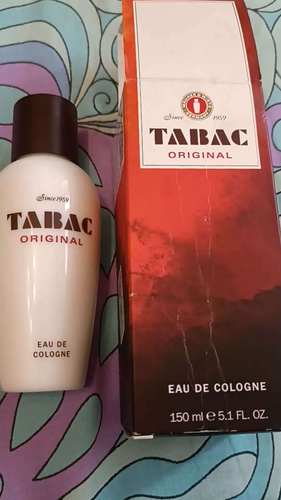 Since 1959
TABAC
ORIGINAL
EAU DE
COLOGNE
Since 1959
TABAC
ORIGINAL
EAU DE COLOGNE
150 ml ℮ 5.1 FL. OZ.